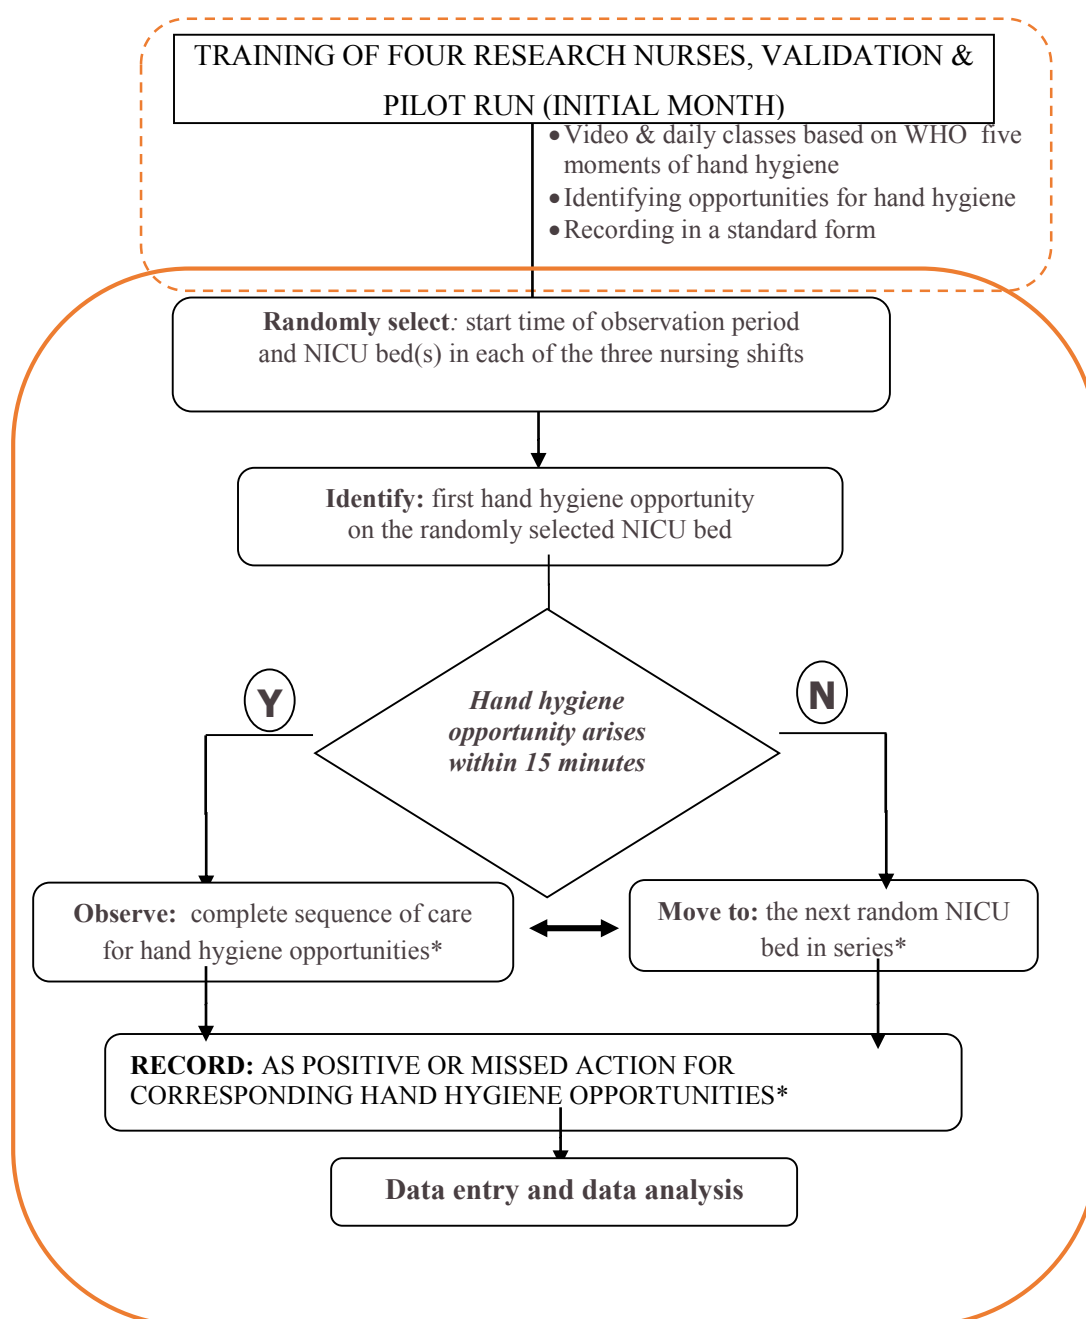 TRAINING OF FOUR RESEARCH NURSES, VALIDATION &
PILOT RUN (INITIAL MONTH)
•Video & daily classes based on WHO  five
moments of hand hygiene
•Identifying opportunities for hand hygiene
•Recording in a standard form
Randomly select: start time of observation period
and NICU bed(s) in each of the three nursing shifts
Identify: first hand hygiene opportunity
on the randomly selected NICU bed
Y
N
Hand hygiene
opportunity arises
within 15 minutes
Observe:  complete sequence of care
for hand hygiene opportunities*
Move to: the next random NICU
bed in series*
RECORD: AS POSITIVE OR MISSED ACTION FOR
CORRESPONDING HAND HYGIENE OPPORTUNITIES*
Data entry and data analysis